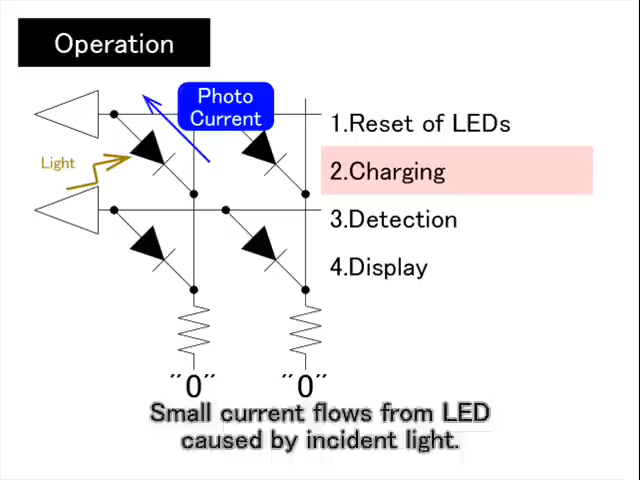 Operation
Photo
Current
Light
1.Reset of LEDs
2.Charging
3.Detection
4.Display
"0" "0"
Small current flows from LED
caused by incident light.